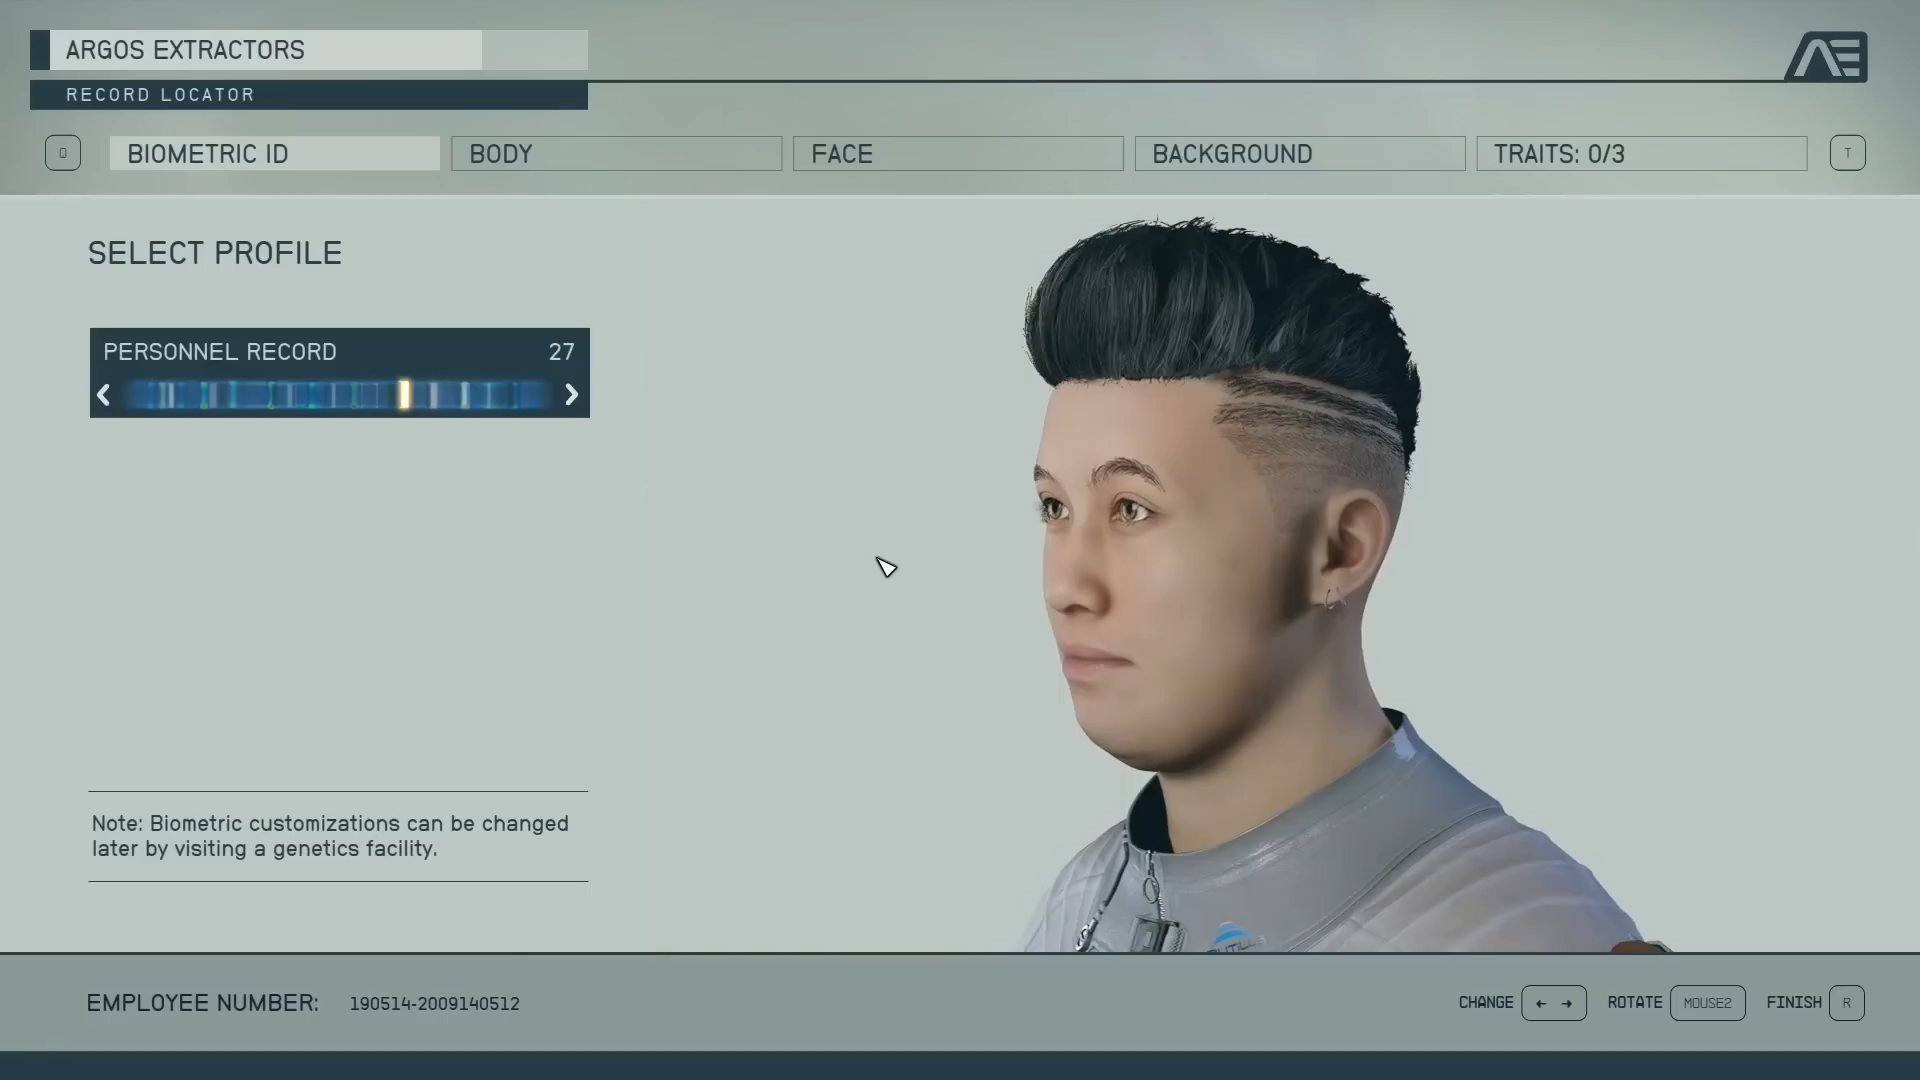 ARGOS EXTRACTORS
RECORD LOCATOR
Q
BIOMETRIC ID
BODY
FACE
BACKGROUND
TRAITS: 0/3
T
SELECT PROFILE
PERSONNEL RECORD 27
Note: Biometric customizations can be changed
later by visiting a genetics facility.
EMPLOYEE NUMBER: 190514-2009140512
CHANGE ← → ROTATE MOUSE2 FINISH R